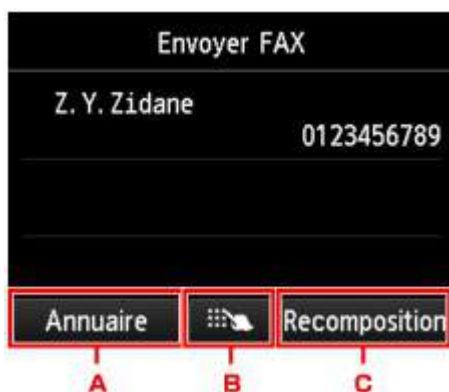 Envoyer FAX
Z. Y. Zidane
0123456789
Annuaire
Recomposition
A B C